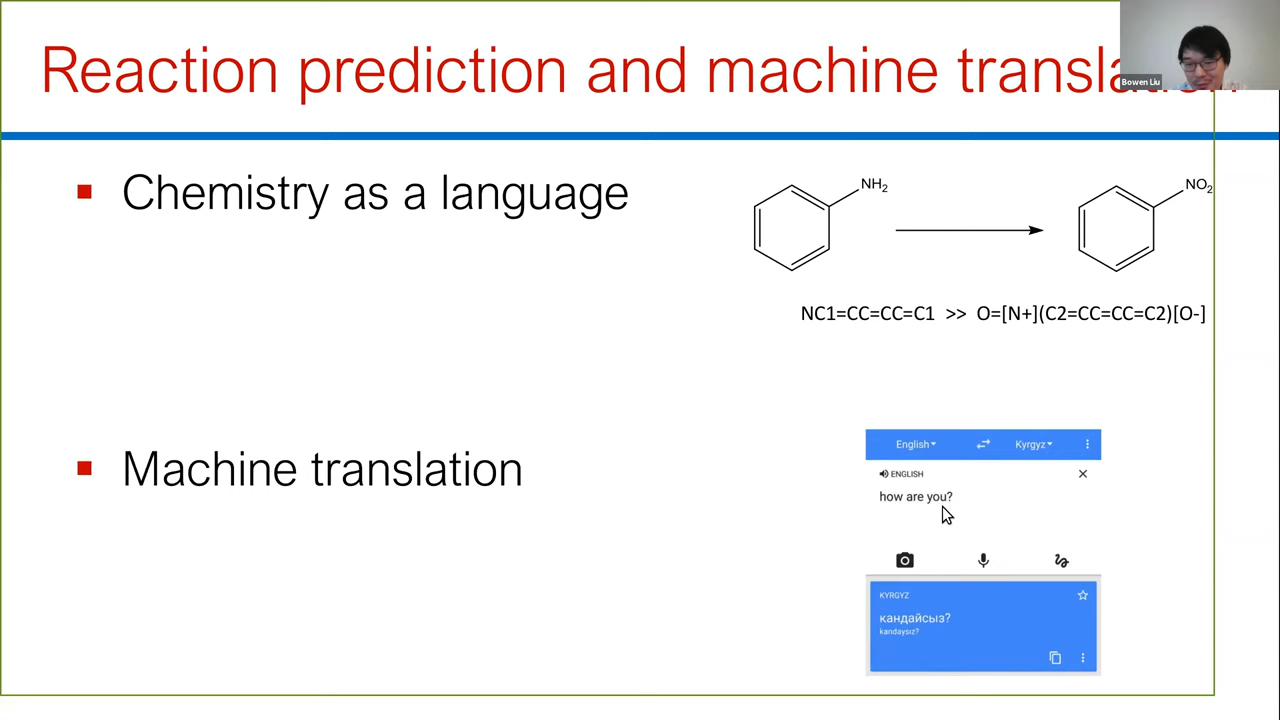 Reaction prediction and machine translation
Bowen Liu
Chemistry as a language
NH2
NO2
NC1=CC=CC=C1 >> O=[N+](C2=CC=CC=C2)[O-]
Machine translation
English
Kyrgyz
ENGLISH
how are you?
KYRGYZ
кандайсыз?
kandaysız?